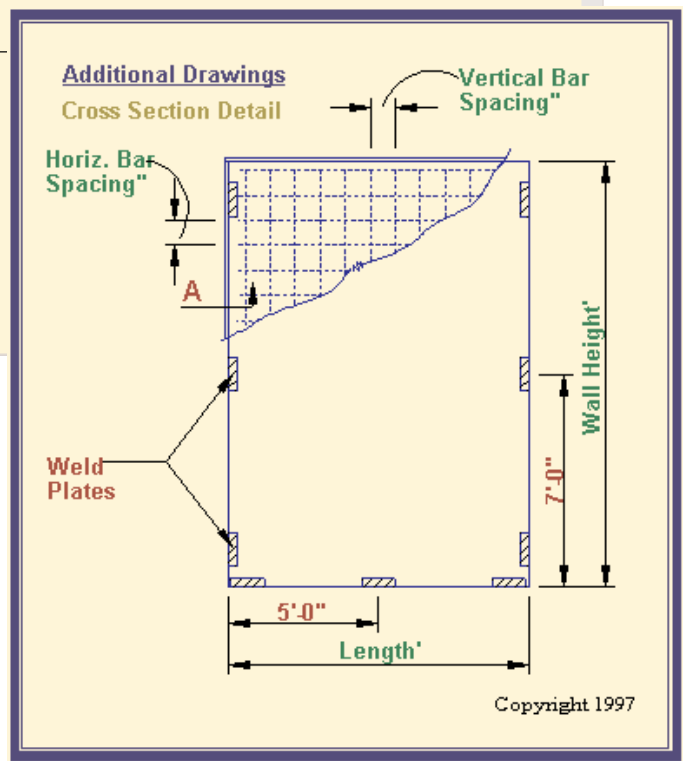 Additional Drawings
Cross Section Detail
Vertical Bar
Spacing"
Horiz. Bar
Spacing"
A
Wall Height'
7'-0"
Weld
Plates
5'-0"
Length'
Copyright 1997